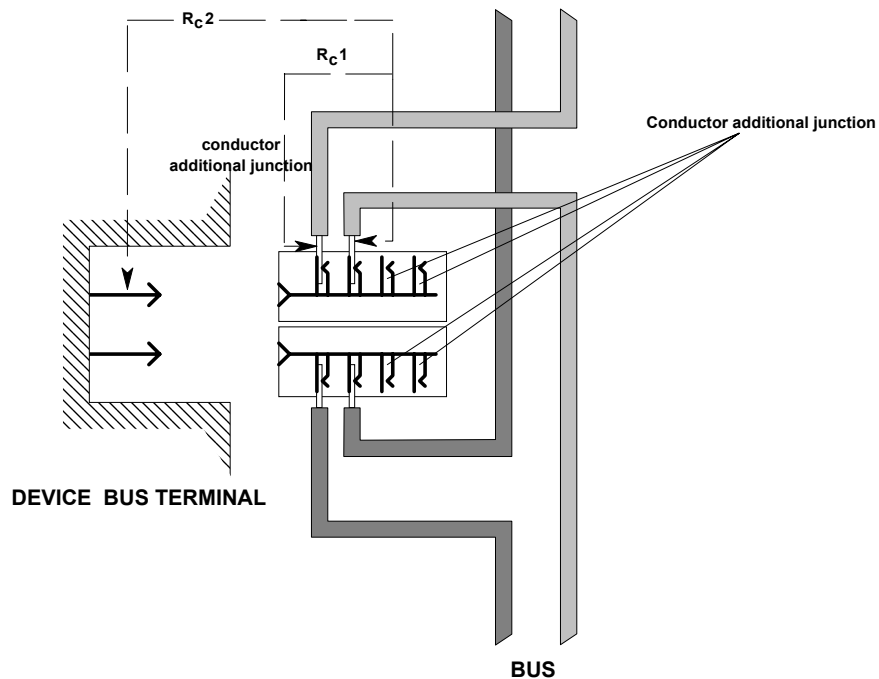 Rc2
Rc1
Conductor additional junction
conductor
additional junction
DEVICE BUS TERMINAL
BUS